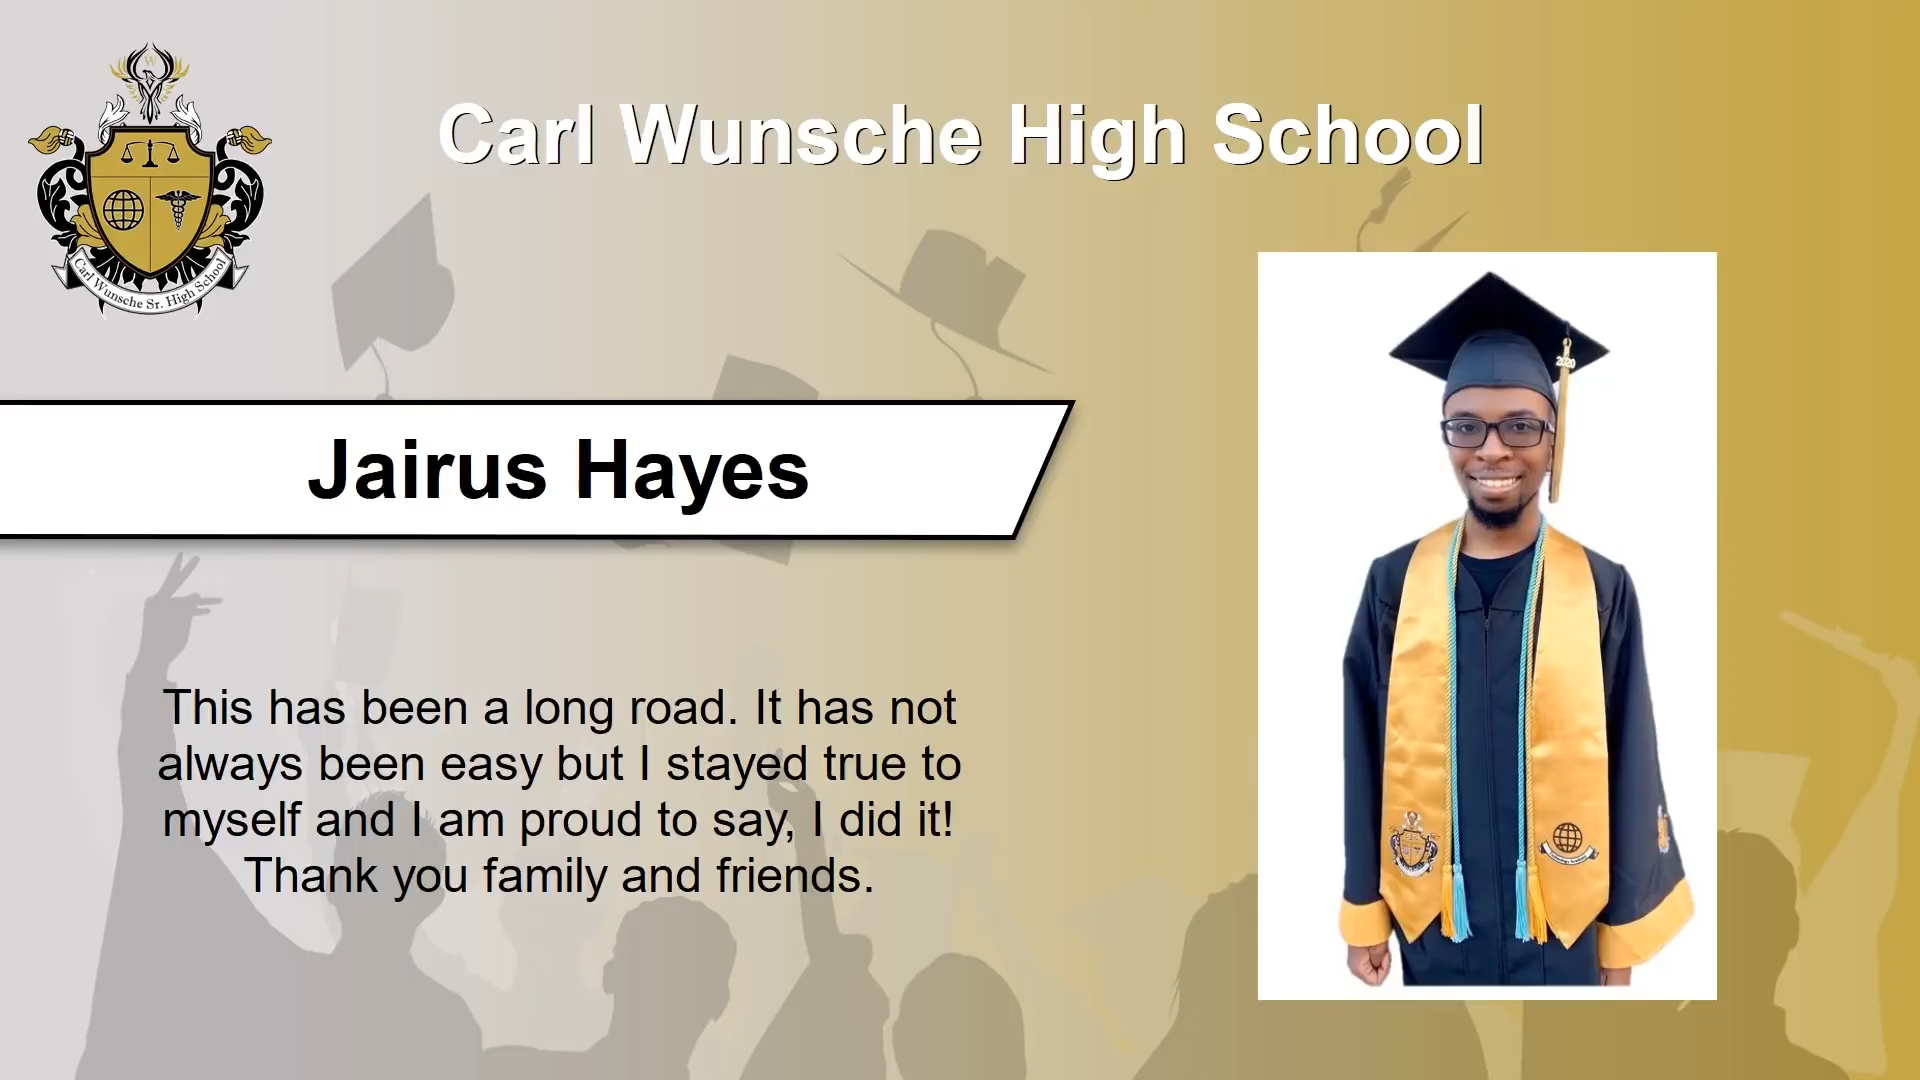 W
Carl Wunsche Sr. High School
Carl Wunsche High School
Jairus Hayes
This has been a long road. It has not
always been easy but I stayed true to
myself and I am proud to say, I did it!
Thank you family and friends.
2020